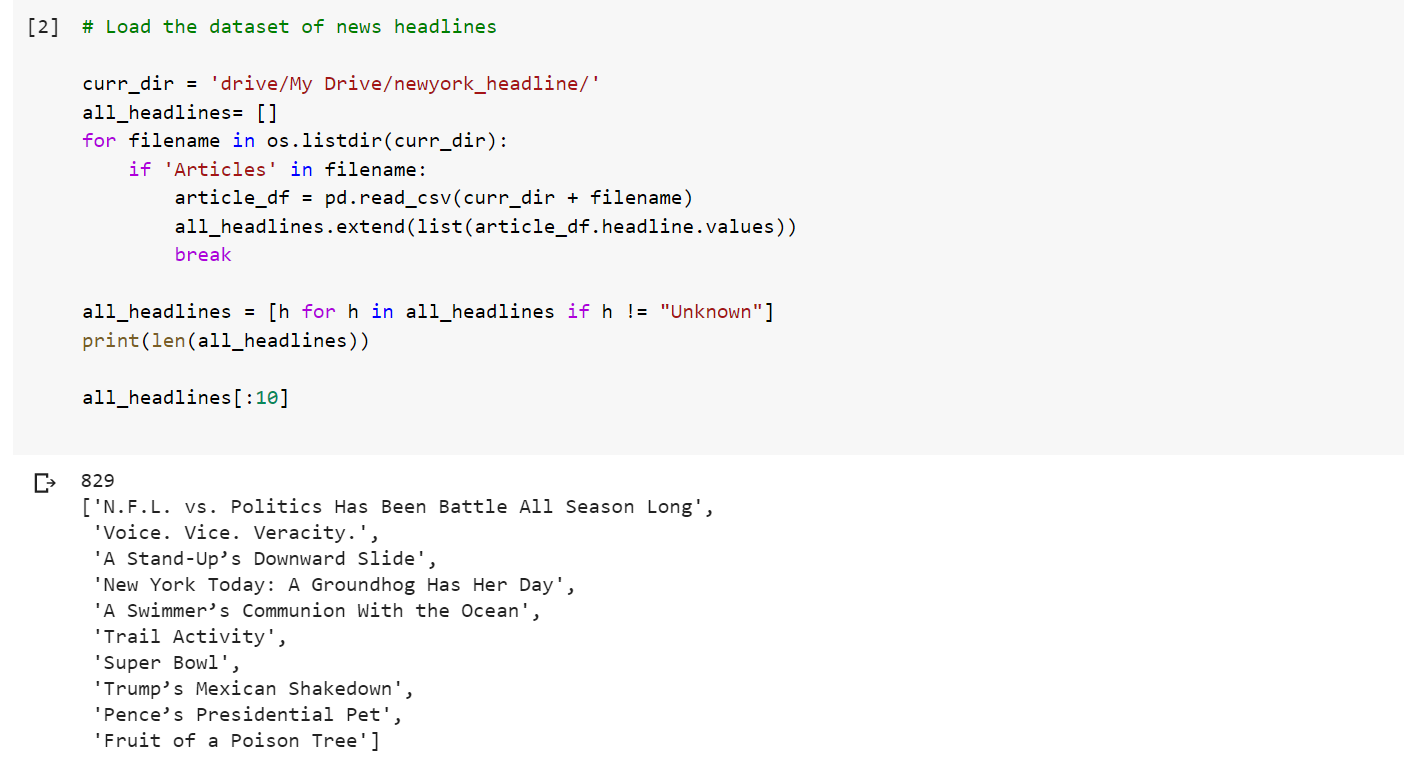 [2] # Load the dataset of news headlines
curr_dir = 'drive/My Drive/newyork_headline/'
all_headlines= []
for filename in os.listdir(curr_dir):
    if 'Articles' in filename:
        article_df = pd.read_csv(curr_dir + filename)
        all_headlines.extend(list(article_df.headline.values))
        break
all_headlines = [h for h in all_headlines if h != "Unknown"]
print(len(all_headlines))
all_headlines[:10]
829
['N.F.L. vs. Politics Has Been Battle All Season Long',
 'Voice. Vice. Veracity.',
 'A Stand-Up’s Downward Slide',
 'New York Today: A Groundhog Has Her Day',
 'A Swimmer’s Communion With the Ocean',
 'Trail Activity',
 'Super Bowl',
 'Trump’s Mexican Shakedown',
 'Pence’s Presidential Pet',
 'Fruit of a Poison Tree']